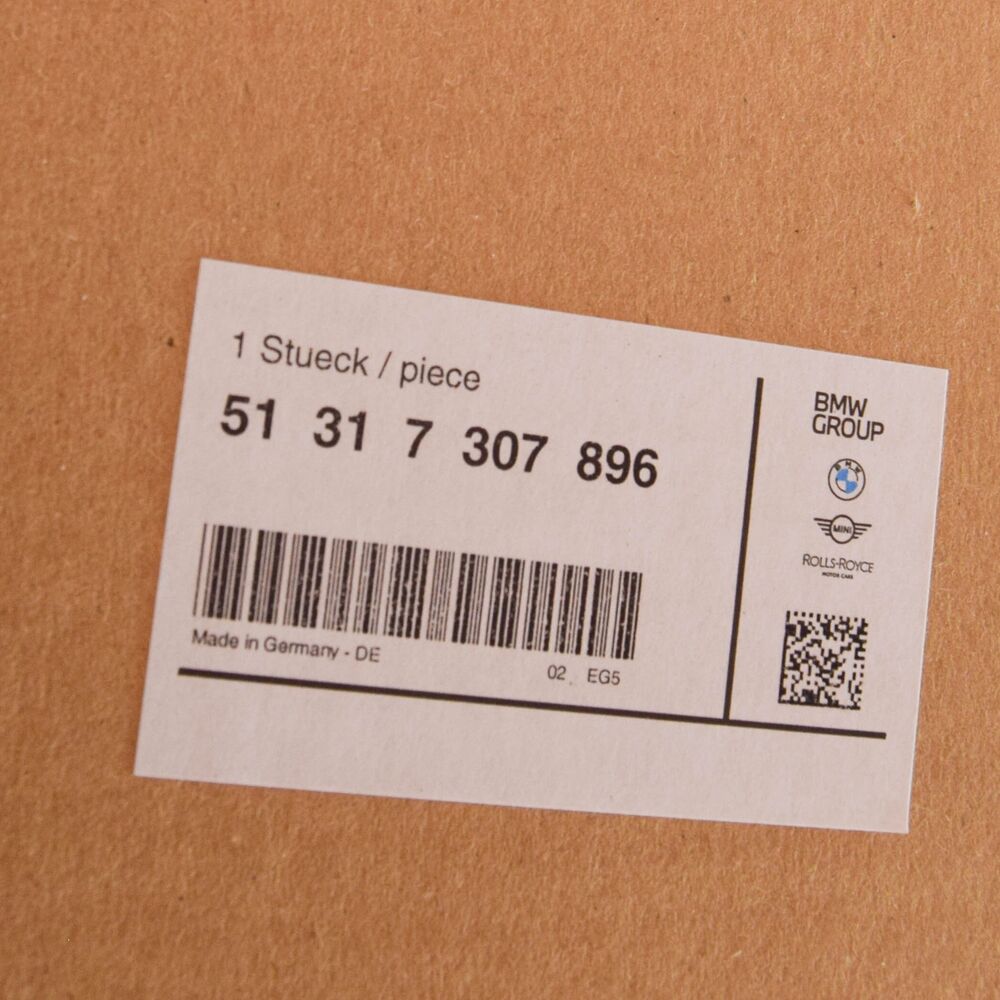 1 Stueck / piece
51 31 7 307 896
Made in Germany - DE
02 EG5
BMW
GROUP
BMW
MINI
ROLLS-ROYCE
MOTOR CARS